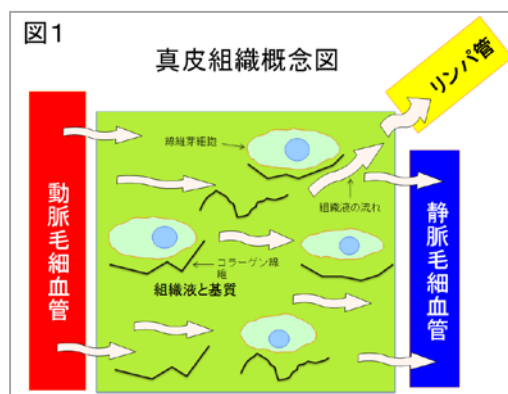 図1
真皮組織概念図
リンパ管
線維芽細胞
組織液の流れ
動脈毛細血管
静脈毛細血管
コラーゲン線
維
組織液と基質